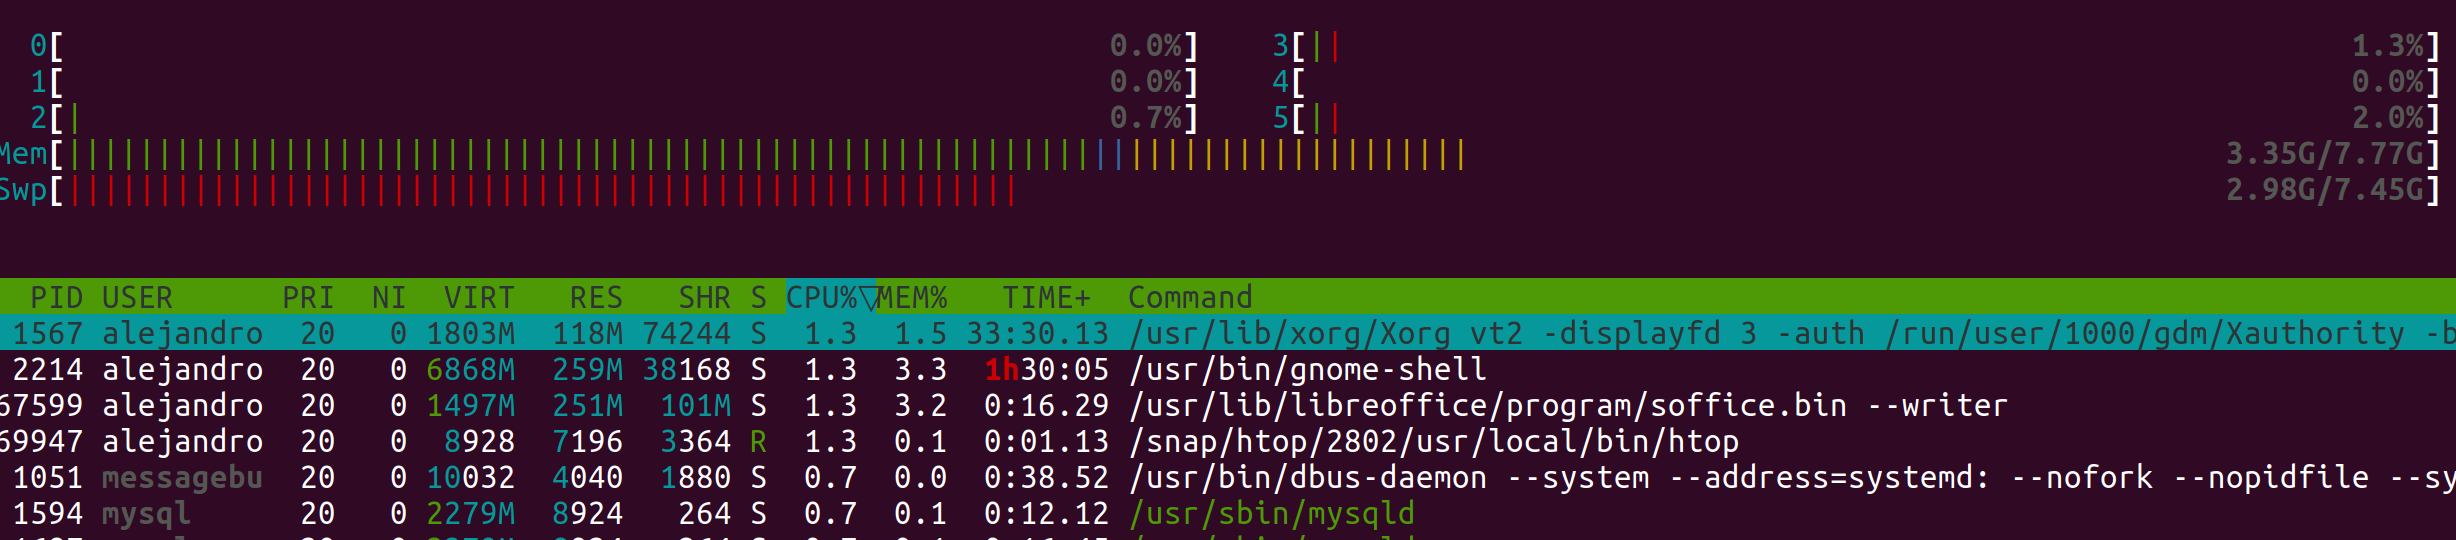 0[ 0.0%] 3[|| 1.3%]
1[ 0.0%] 4[ 0.0%]
2[| 0.7%] 5[|| 2.0%]
Mem[|||||||||||||||||||||||||||||||||||||||||||||||||||||||||||||||||||||||||||||| 3.35G/7.77G]
Swp[||||||||||||||||||||||||||||||||||||||||||||||||||||| 2.98G/7.45G]
PID USER PRI NI VIRT RES SHR S CPU%▽MEM% TIME+ Command
1567 alejandro 20 0 1803M 118M 74244 S 1.3 1.5 33:30.13 /usr/lib/xorg/Xorg vt2 -displayfd 3 -auth /run/user/1000/gdm/Xauthority -b
2214 alejandro 20 0 6868M 259M 38168 S 1.3 3.3 1h30:05 /usr/bin/gnome-shell
67599 alejandro 20 0 1497M 251M 101M S 1.3 3.2 0:16.29 /usr/lib/libreoffice/program/soffice.bin --writer
69947 alejandro 20 0 8928 7196 3364 R 1.3 0.1 0:01.13 /snap/htop/2802/usr/local/bin/htop
1051 messagebu 20 0 10032 4040 1880 S 0.7 0.0 0:38.52 /usr/bin/dbus-daemon --system --address=systemd: --nofork --nopidfile --sy
1594 mysql 20 0 2279M 8924 264 S 0.7 0.1 0:12.12 /usr/sbin/mysqld